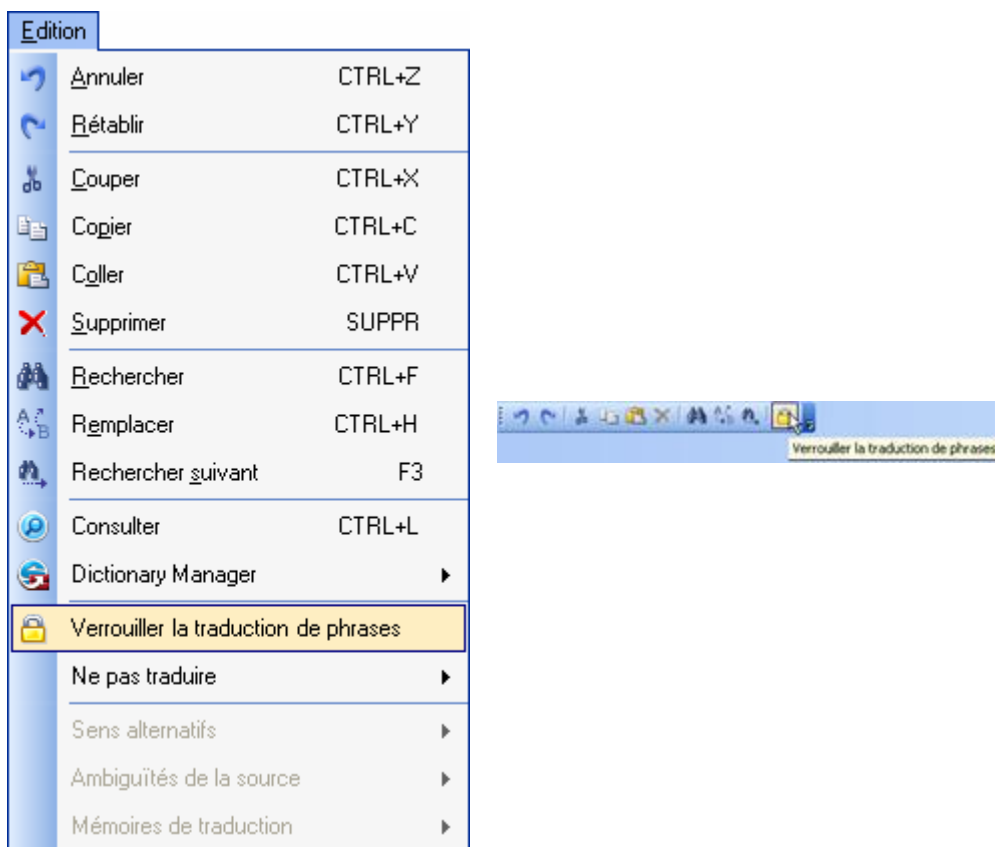 Edition
Annuler CTRL+Z
Rétablir CTRL+Y
Couper CTRL+X
Copier CTRL+C
Coller CTRL+V
Supprimer SUPPR
Rechercher CTRL+F
Remplacer CTRL+H
Rechercher suivant F3
Consulter CTRL+L
Dictionary Manager
Verrouiller la traduction de phrases
Ne pas traduire
Sens alternatifs
Ambiguïtés de la source
Mémoires de traduction
Verrouiller la traduction de phrases